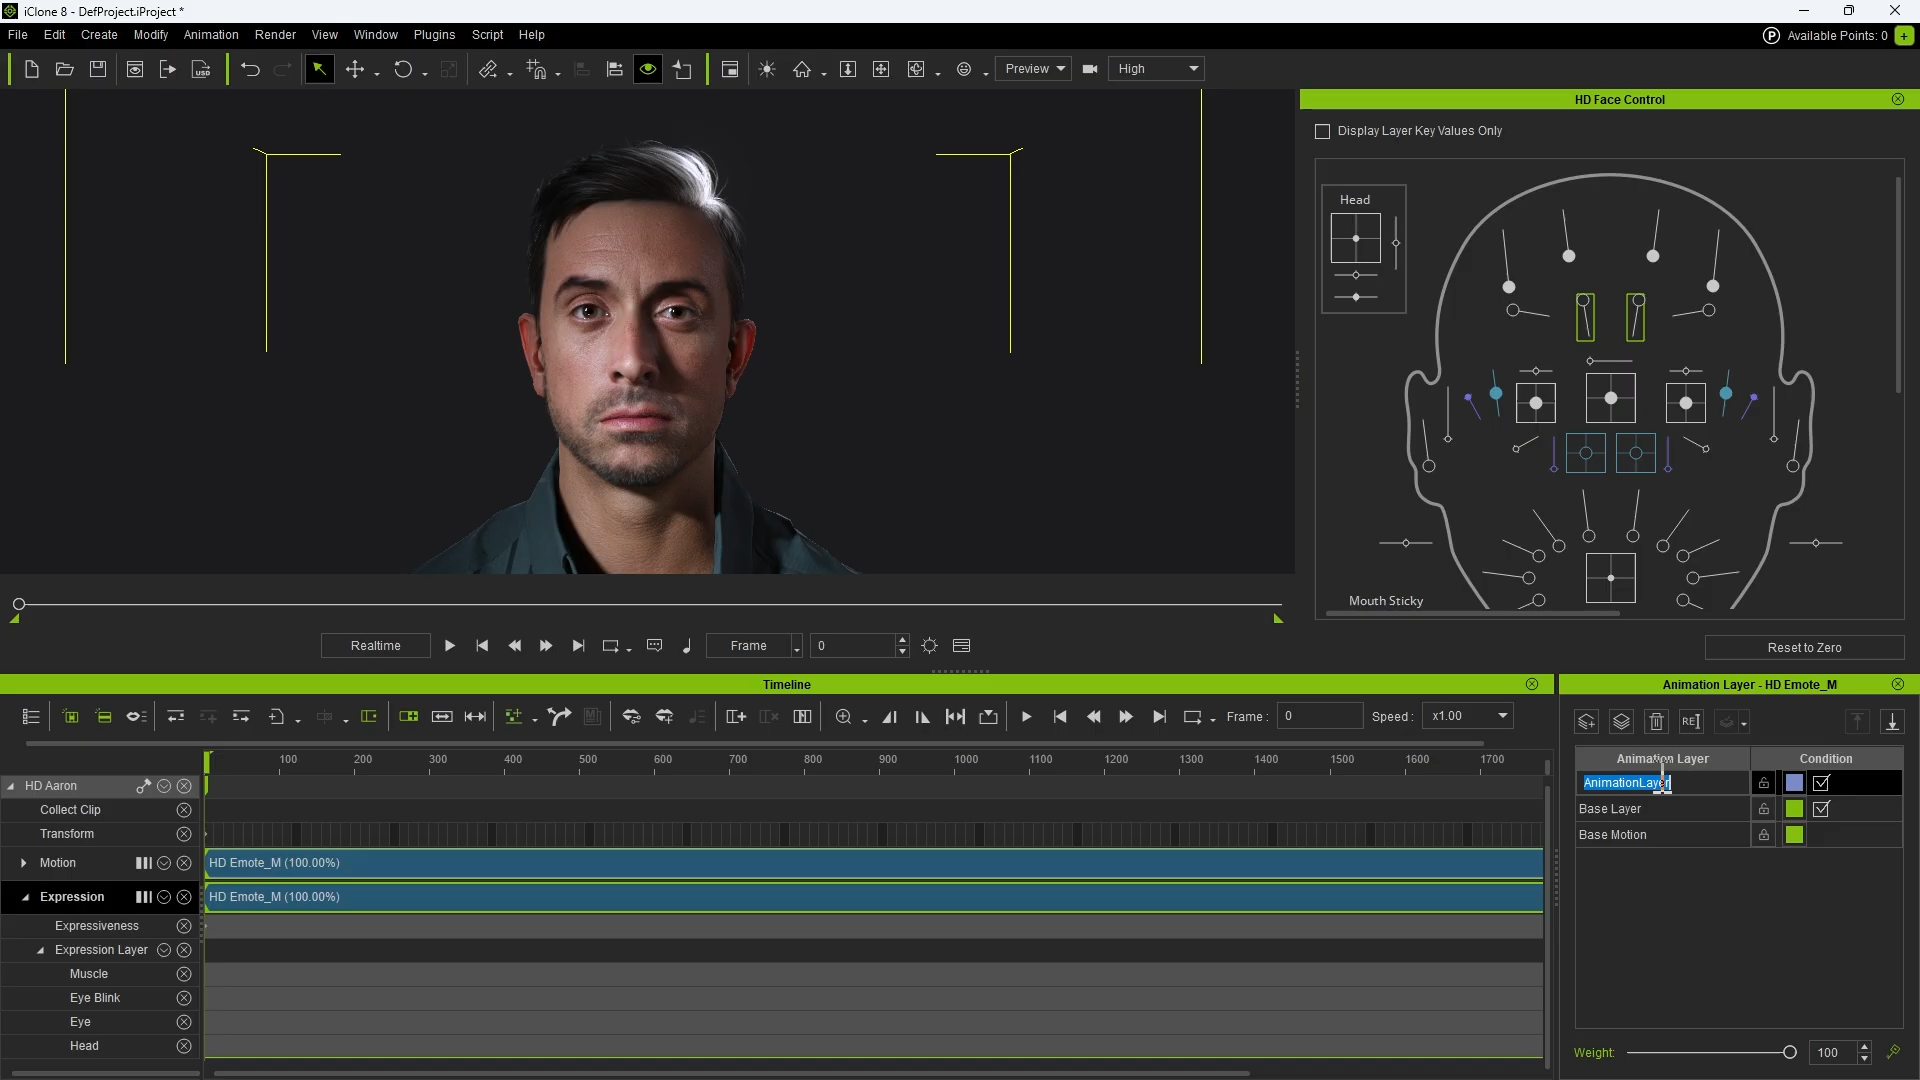 iClone 8 - DefProject.iProject *
File Edit Create Modify Animation Render View Window Plugins Script Help
P Available Points: 0 +
USD
Preview
High
HD Face Control
Display Layer Key Values Only
Head
Mouth Sticky
Realtime
Frame
0
Reset to Zero
Timeline
Animation Layer - HD Emote_M
Frame : 0 Speed : x1.00
RE
100 200 300 400 500 600 700 800 900 1000 1100 1200 1300 1400 1500 1600 1700
Animation Layer Condition
HD Aaron
AnimationLayer
Collect Clip
Base Layer
Transform
Base Motion
Motion
HD Emote_M (100.00%)
Expression
HD Emote_M (100.00%)
Expressiveness
Expression Layer
Muscle
Eye Blink
Eye
Head
Weight: 100